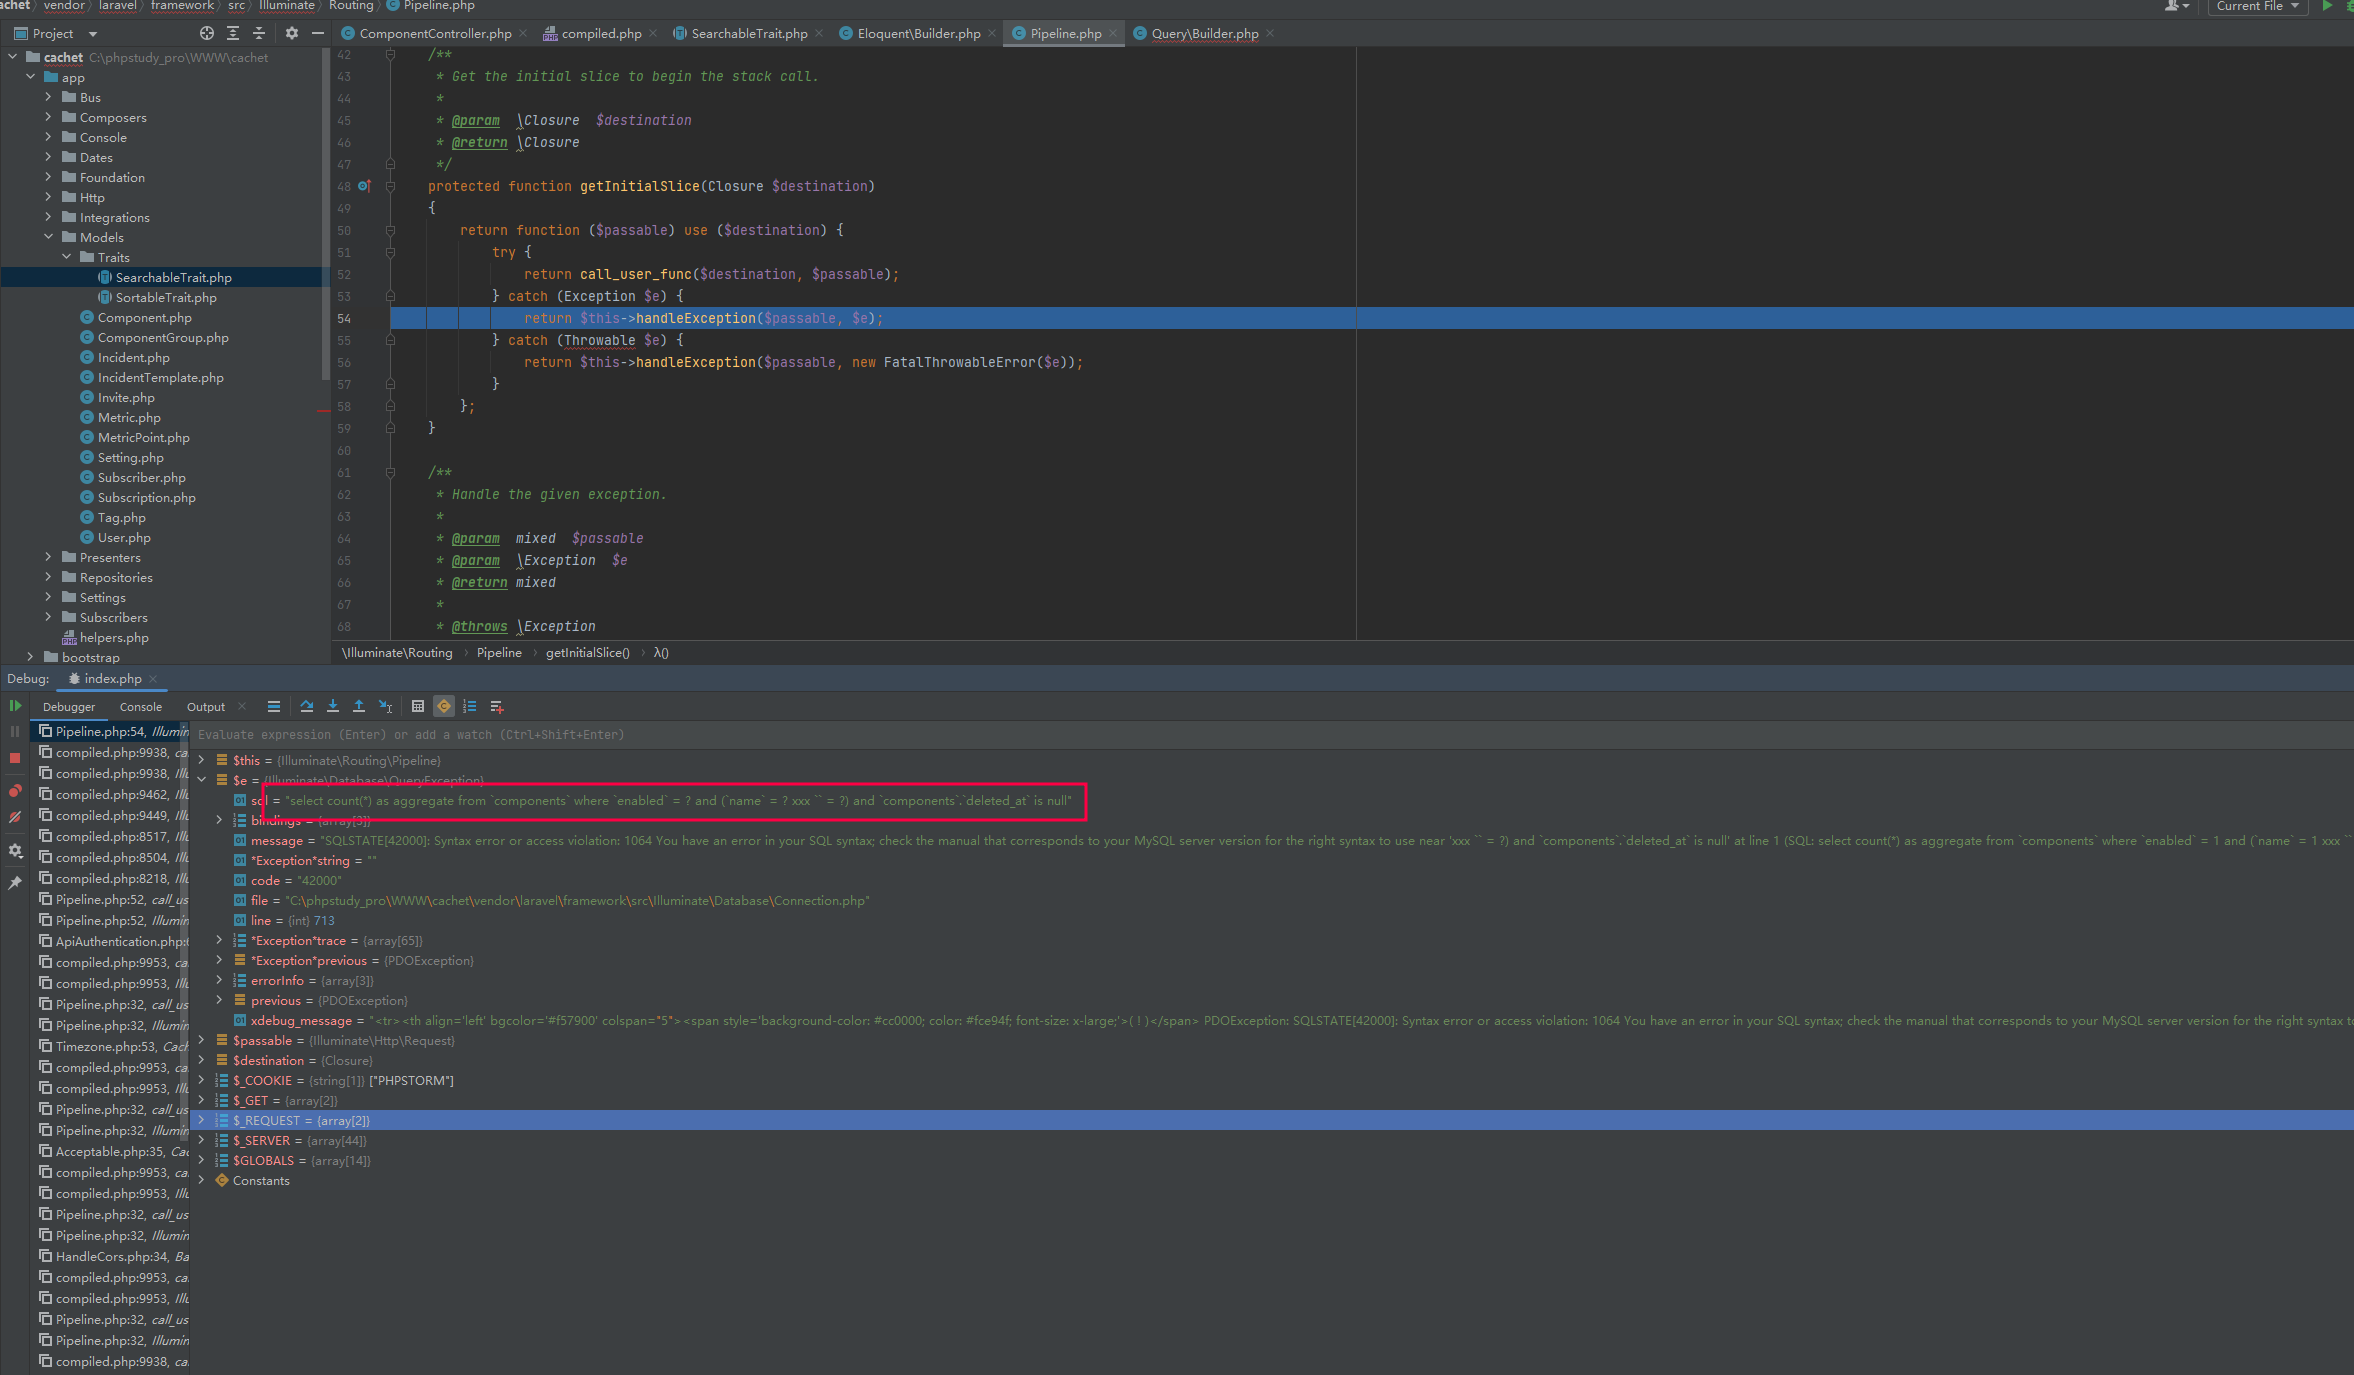 achet vendor laravel framework src Illuminate Routing Pipeline.php
Current File
Project
ComponentController.php compiled.php SearchableTrait.php Eloquent\Builder.php Pipeline.php Query\Builder.php
cachet C:\phpstudy_pro\WWW\cachet
app
Bus
Composers
Console
Dates
Foundation
Http
Integrations
Models
Traits
SearchableTrait.php
SortableTrait.php
Component.php
ComponentGroup.php
Incident.php
IncidentTemplate.php
Invite.php
Metric.php
MetricPoint.php
Setting.php
Subscriber.php
Subscription.php
Tag.php
User.php
Presenters
Repositories
Settings
Subscribers
helpers.php
bootstrap
42 /**
43 * Get the initial slice to begin the stack call.
44 *
45 * @param \Closure $destination
46 * @return \Closure
47 */
48 protected function getInitialSlice(Closure $destination)
49 {
50 return function ($passable) use ($destination) {
51 try {
52 return call_user_func($destination, $passable);
53 } catch (Exception $e) {
54 return $this->handleException($passable, $e);
55 } catch (Throwable $e) {
56 return $this->handleException($passable, new FatalThrowableError($e));
57 }
58 };
59 }
60
61 /**
62 * Handle the given exception.
63 *
64 * @param mixed $passable
65 * @param \Exception $e
66 * @return mixed
67 *
68 * @throws \Exception
\Illuminate\Routing Pipeline getInitialSlice() λ()
Debug: index.php
Debugger Console Output
Pipeline.php:54, Illumin
compiled.php:9938, ca
compiled.php:9938, Illu
compiled.php:9462, Illu
compiled.php:9449, Illu
compiled.php:8517, Illu
compiled.php:8504, Illu
compiled.php:8218, Illu
Pipeline.php:52, call_us
Pipeline.php:52, Illumin
ApiAuthentication.php:6
compiled.php:9953, ca
compiled.php:9953, Illu
Pipeline.php:32, call_us
Pipeline.php:32, Illumin
Timezone.php:53, Cach
compiled.php:9953, ca
compiled.php:9953, Illu
Pipeline.php:32, call_us
Pipeline.php:32, Illumin
Acceptable.php:35, Cac
compiled.php:9953, ca
compiled.php:9953, Illu
Pipeline.php:32, call_us
Pipeline.php:32, Illumin
HandleCors.php:34, Ba
compiled.php:9953, ca
compiled.php:9953, Illu
Pipeline.php:32, call_us
Pipeline.php:32, Illumin
compiled.php:9938, ca
Evaluate expression (Enter) or add a watch (Ctrl+Shift+Enter)
$this = {Illuminate\Routing\Pipeline}
$e = {Illuminate\Database\QueryException}
sql = "select count(*) as aggregate from `components` where `enabled` = ? and (`name` = ? xxx `` = ?) and `components`.`deleted_at` is null"
bindings = {array[3]}
message = "SQLSTATE[42000]: Syntax error or access violation: 1064 You have an error in your SQL syntax; check the manual that corresponds to your MySQL server version for the right syntax to use near 'xxx `` = ?) and `components`.`deleted_at` is null' at line 1 (SQL: select count(*) as aggregate from `components` where `enabled` = 1 and (`name` = 1 xxx ``
*Exception*string = ""
code = "42000"
file = "C:\phpstudy_pro\WWW\cachet\vendor\laravel\framework\src\Illuminate\Database\Connection.php"
line = {int} 713
*Exception*trace = {array[65]}
*Exception*previous = {PDOException}
errorInfo = {array[3]}
previous = {PDOException}
xdebug_message = "<tr><th align='left' bgcolor='#f57900' colspan="5"><span style='background-color: #cc0000; color: #fce94f; font-size: x-large;'>( ! )</span> PDOException: SQLSTATE[42000]: Syntax error or access violation: 1064 You have an error in your SQL syntax; check the manual that corresponds to your MySQL server version for the right syntax to
$passable = {Illuminate\Http\Request}
$destination = {Closure}
$_COOKIE = {string[1]} ["PHPSTORM"]
$_GET = {array[2]}
$_REQUEST = {array[2]}
$_SERVER = {array[44]}
$GLOBALS = {array[14]}
Constants